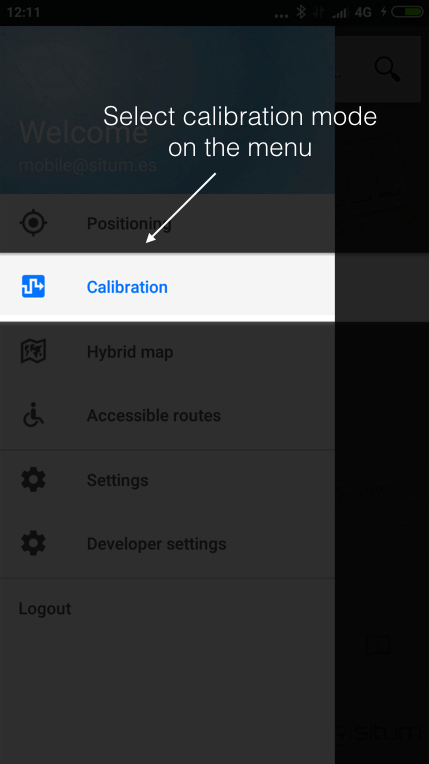 12:11
4G
Select calibration mode
on the menu
Welcome
mobile@situm.es
Positioning
Calibration
Hybrid map
Accessible routes
Settings
Developer settings
Logout
situm